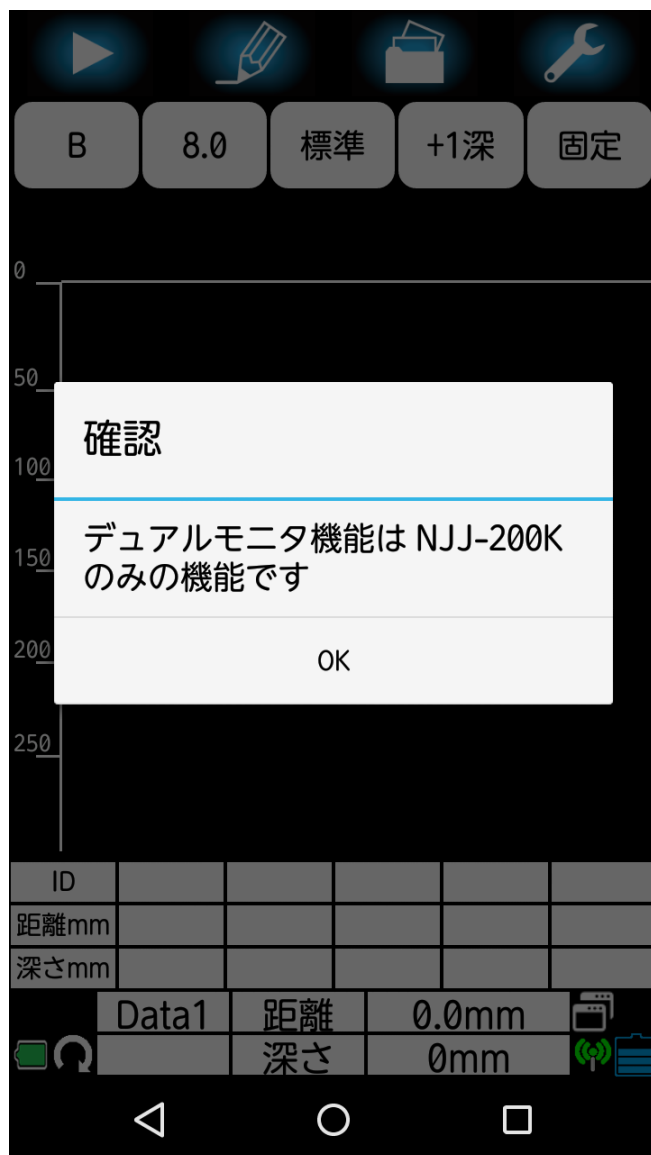 B 8.0 標準 +1深 固定
0
50
確認
100
デュアルモニタ機能は NJJ-200K
150
のみの機能です
200
OK
250
ID
距離mm
深さmm
Data1 距離 0.0mm
深さ 0mm